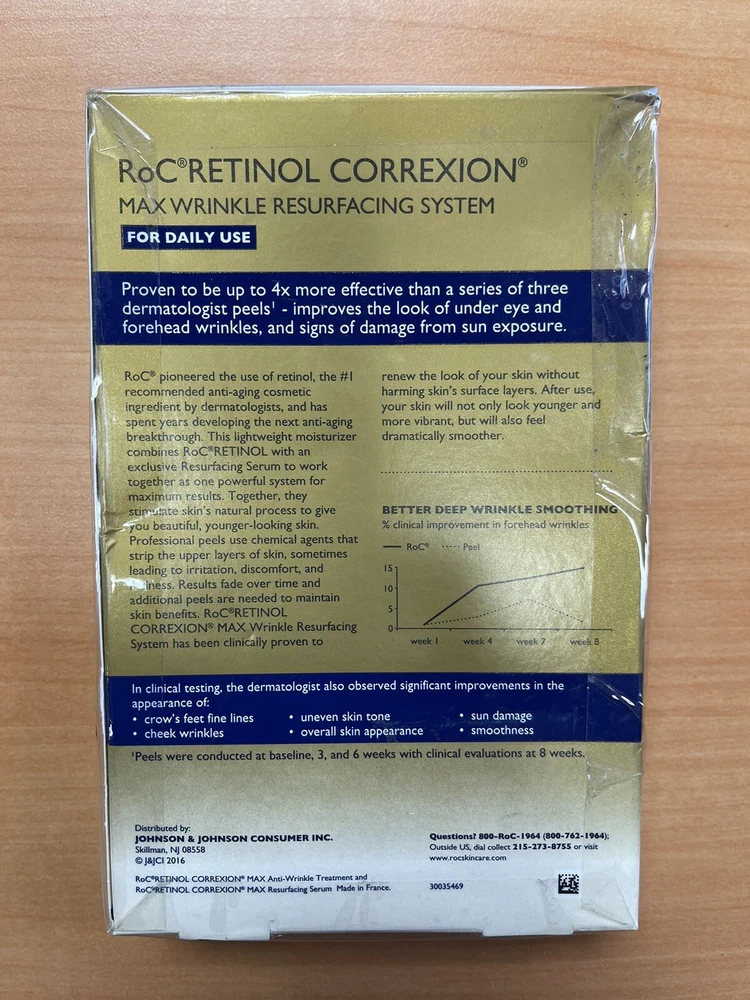 RoC®RETINOL CORREXION®
MAX WRINKLE RESURFACING SYSTEM
FOR DAILY USE
Proven to be up to 4x more effective than a series of three
dermatologist peels¹ - improves the look of under eye and
forehead wrinkles, and signs of damage from sun exposure.
RoC® pioneered the use of retinol, the #1
recommended anti-aging cosmetic
ingredient by dermatologists, and has
spent years developing the next anti-aging
breakthrough. This lightweight moisturizer
combines RoC®RETINOL with an
exclusive Resurfacing Serum to work
together as one powerful system for
maximum results. Together, they
stimulate skin's natural process to give
you beautiful, younger-looking skin.
Professional peels use chemical agents that
strip the upper layers of skin, sometimes
leading to irritation, discomfort, and
redness. Results fade over time and
additional peels are needed to maintain
skin benefits. RoC®RETINOL
CORREXION® MAX Wrinkle Resurfacing
System has been clinically proven to
renew the look of your skin without
harming skin's surface layers. After use,
your skin will not only look younger and
more vibrant, but will also feel
dramatically smoother.
BETTER DEEP WRINKLE SMOOTHING
% clinical improvement in forehead wrinkles
RoC® Peel
15
10
5
0
week 1 week 4 week 7 week 8
In clinical testing, the dermatologist also observed significant improvements in the
appearance of:
• crow's feet fine lines • uneven skin tone • sun damage
• cheek wrinkles • overall skin appearance • smoothness
¹Peels were conducted at baseline, 3, and 6 weeks with clinical evaluations at 8 weeks.
Distributed by:
JOHNSON & JOHNSON CONSUMER INC.
Skillman, NJ 08558
© J&JCI 2016
Questions? 800-RoC-1964 (800-762-1964);
Outside US, dial collect 215-273-8755 or visit
www.rocskincare.com
RoC®RETINOL CORREXION® MAX Anti-Wrinkle Treatment and
RoC®RETINOL CORREXION® MAX Resurfacing Serum Made in France.
30035469